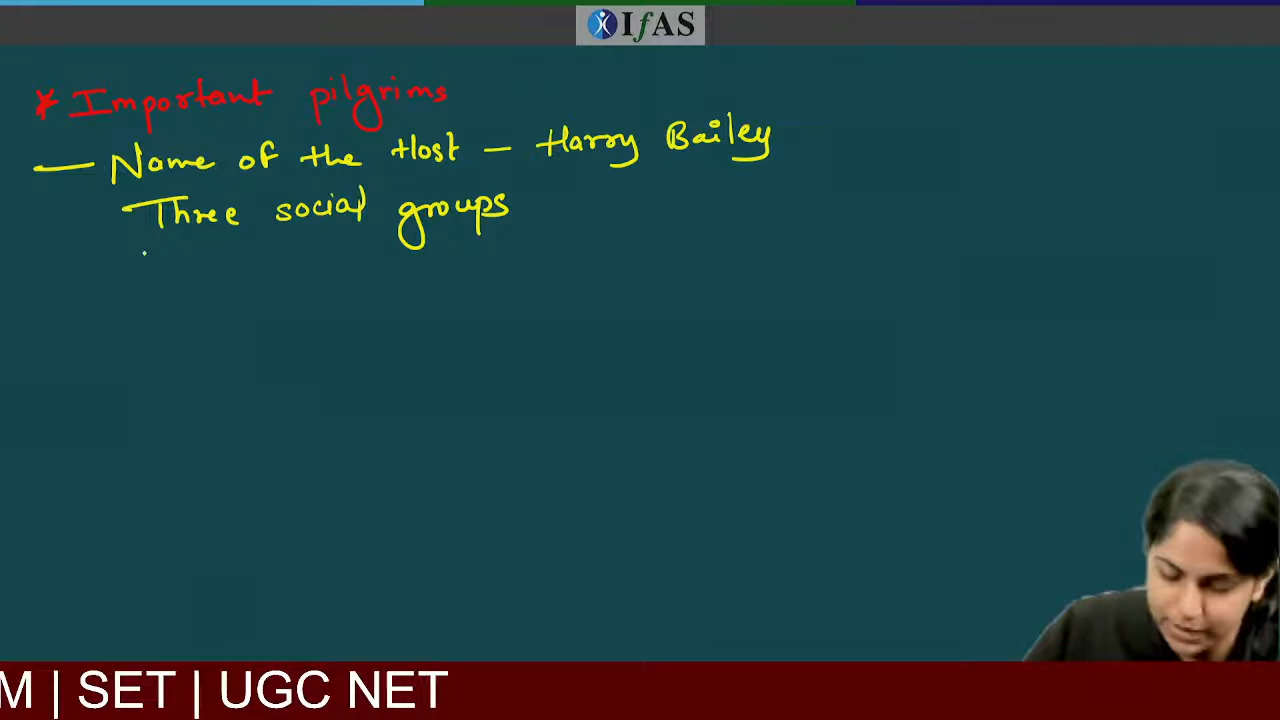 IfAS
* Important pilgrims
— Name of the Host – Harry Bailey
Three social groups
M | SET | UGC NET